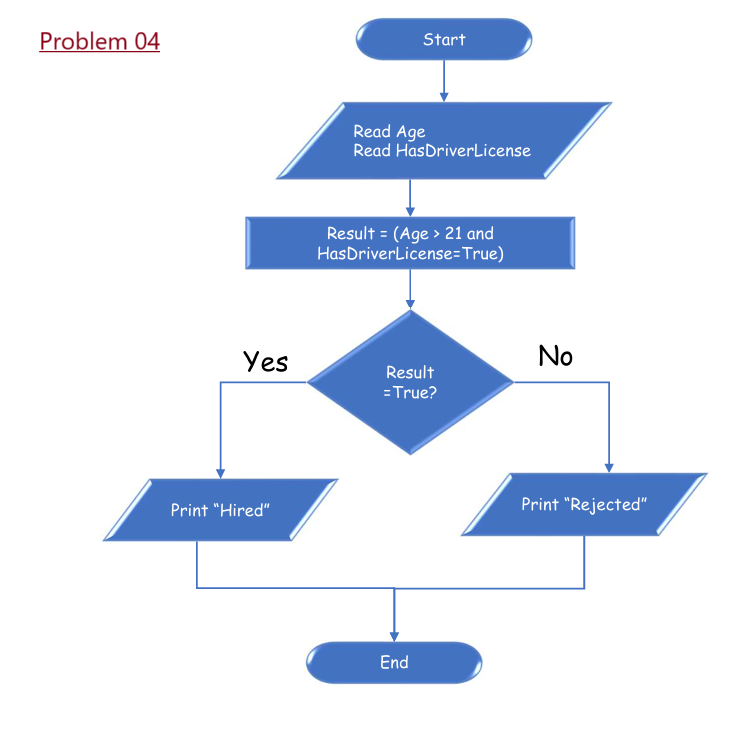 Problem 04
Start
Read Age
Read HasDriverLicense
Result = (Age > 21 and
HasDriverLicense=True)
Yes
No
Result
=True?
Print “Hired”
Print “Rejected”
End